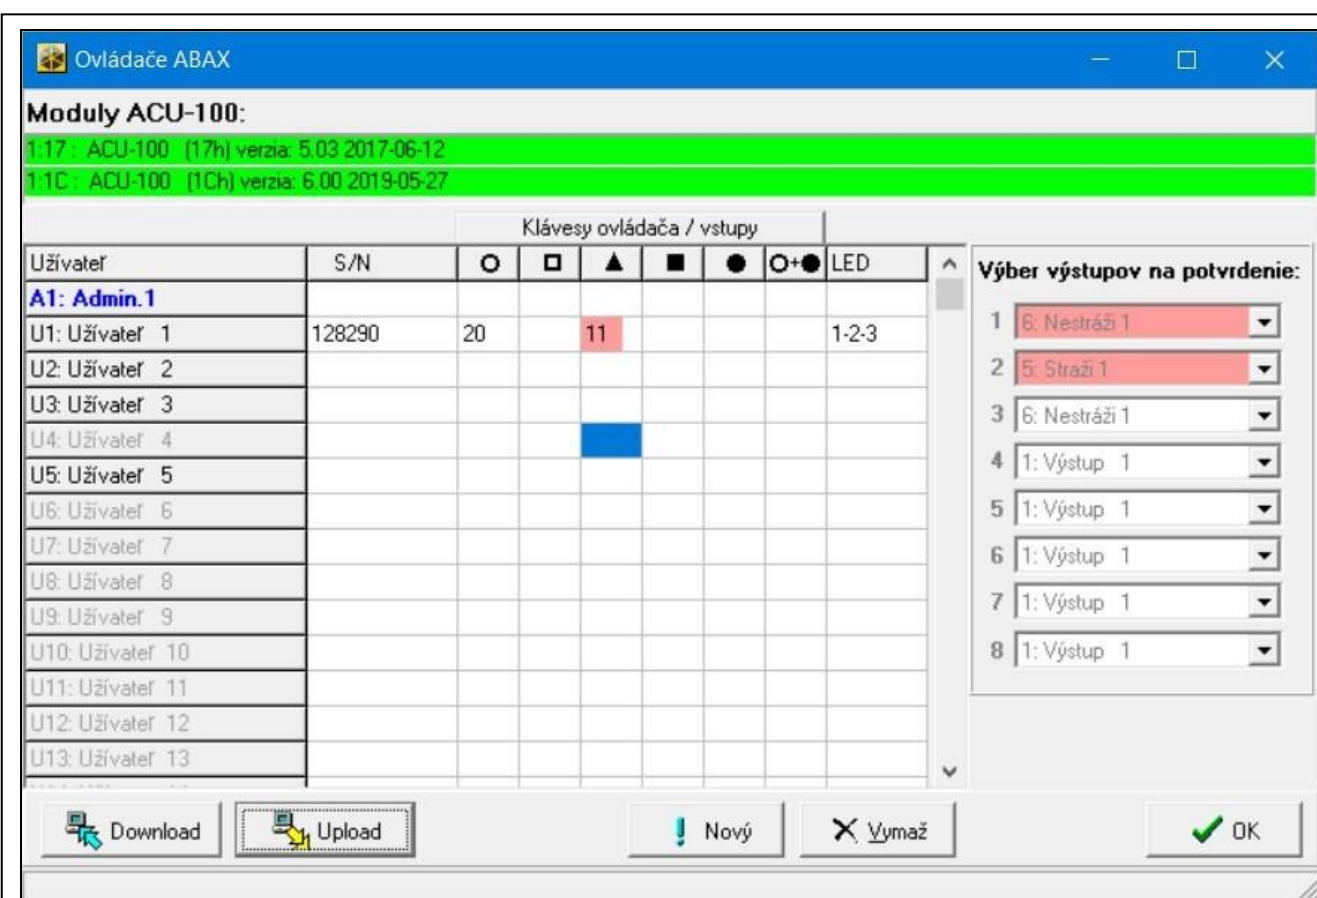 Ovládače ABAX
Moduly ACU-100:
1:17 : ACU-100 (17h) verzia: 5.03 2017-06-12
1:1C : ACU-100 (1Ch) verzia: 6.00 2019-05-27
Klávesy ovládača / vstupy
Užívateľ S/N LED
A1: Admin.1
U1: Užívateľ 1 128290 20 11 1-2-3
U2: Užívateľ 2
U3: Užívateľ 3
U4: Užívateľ 4
U5: Užívateľ 5
U6: Užívateľ 6
U7: Užívateľ 7
U8: Užívateľ 8
U9: Užívateľ 9
U10: Užívateľ 10
U11: Užívateľ 11
U12: Užívateľ 12
U13: Užívateľ 13
Výber výstupov na potvrdenie:
1 6: Nestráži 1
2 5: Straži 1
3 6: Nestráži 1
4 1: Výstup 1
5 1: Výstup 1
6 1: Výstup 1
7 1: Výstup 1
8 1: Výstup 1
Download Upload Nový Vymaž OK